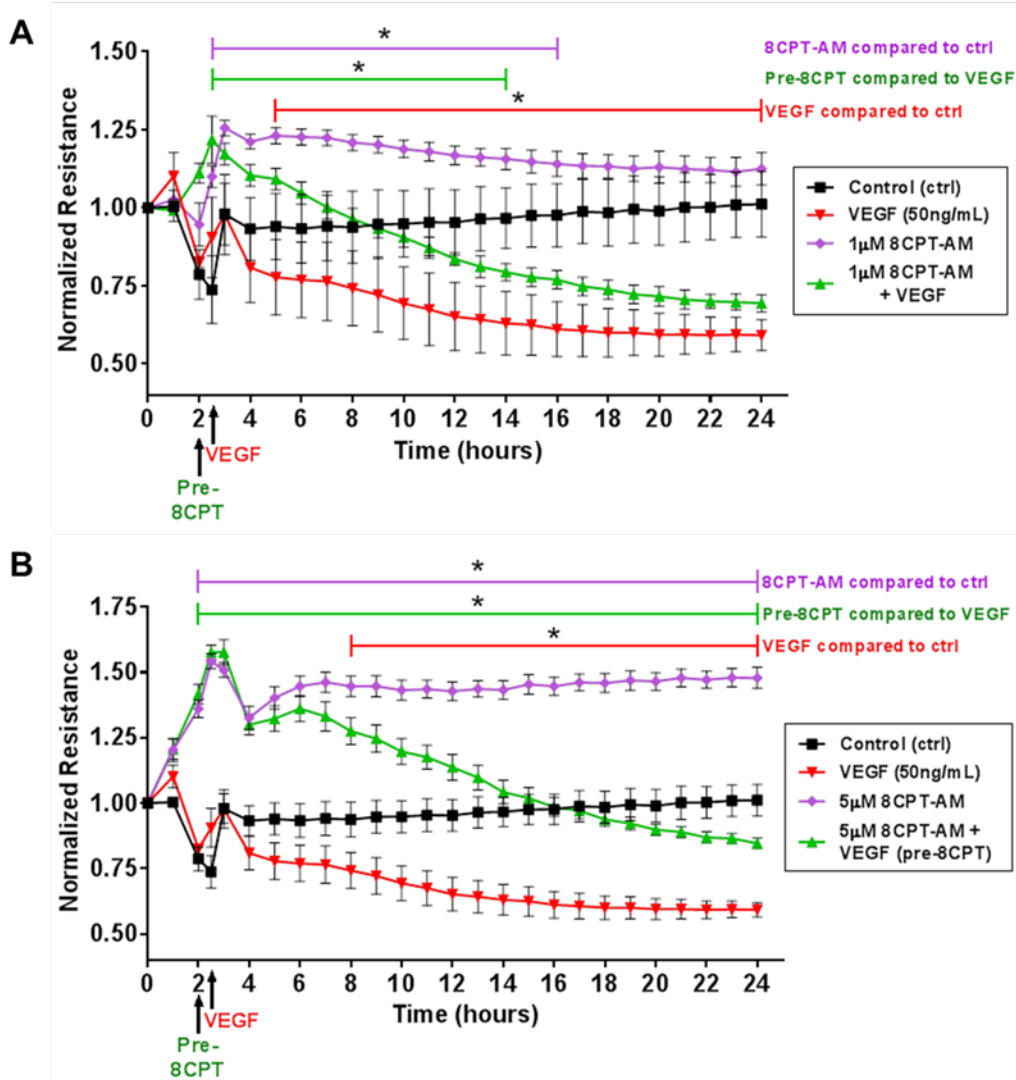 A
*
8CPT-AM compared to ctrl
*
Pre-8CPT compared to VEGF
*
VEGF compared to ctrl
Normalized Resistance
1.50
1.25
1.00
0.75
0.50
0 2 4 6 8 10 12 14 16 18 20 22 24
Time (hours)
VEGF
Pre-
8CPT
Control (ctrl)
VEGF (50ng/mL)
1µM 8CPT-AM
1µM 8CPT-AM
+ VEGF
B
*
8CPT-AM compared to ctrl
*
Pre-8CPT compared to VEGF
*
VEGF compared to ctrl
Normalized Resistance
1.75
1.50
1.25
1.00
0.75
0.50
0 2 4 6 8 10 12 14 16 18 20 22 24
Time (hours)
VEGF
Pre-
8CPT
Control (ctrl)
VEGF (50ng/mL)
5µM 8CPT-AM
5µM 8CPT-AM +
VEGF (pre-8CPT)